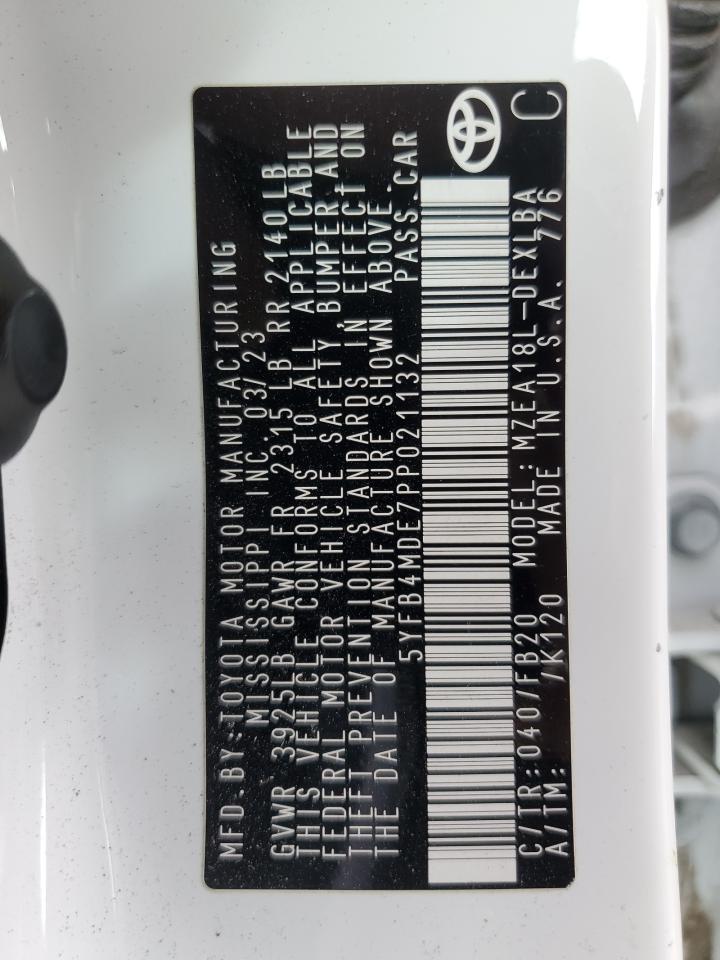 MFD.BY:TOYOTA MOTOR MANUFACTURING
MISSISSIPPI INC. 03/23
GVWR 3925LB GAWR FR 2315 LB RR 2140LB
THIS VEHICLE CONFORMS TO ALL APPLICABLE
FEDERAL MOTOR VEHICLE SAFETY, BUMPER AND
THEFT PREVENTION STANDARDS IN EFFECT ON
THE DATE OF MANUFACTURE SHOWN ABOVE.
5YFB4MDE7PP021132 PASS.CAR
C/TR:040/FB20 MODEL:MZEA18L-DEXLBA
A/TM: /K120 MADE IN U.S.A. 776
C